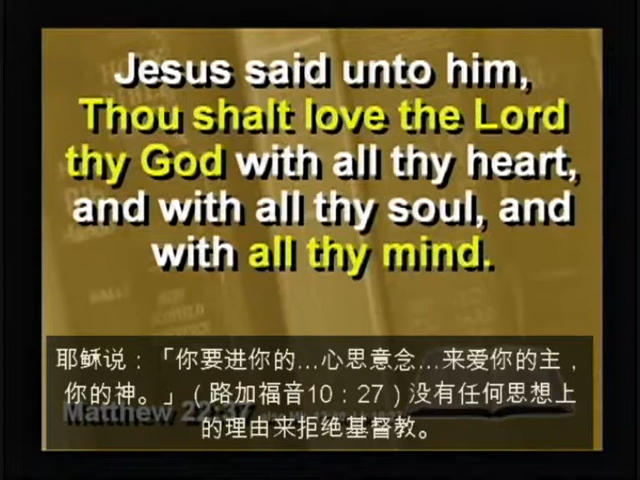 Jesus said unto him,
Thou shalt love the Lord
thy God with all thy heart,
and with all thy soul, and
with all thy mind.
耶稣说：「你要进你的...心思意念...来爱你的主，
你的神。」（路加福音10：27）没有任何思想上
的理由来拒绝基督教。
Matthew 22:37